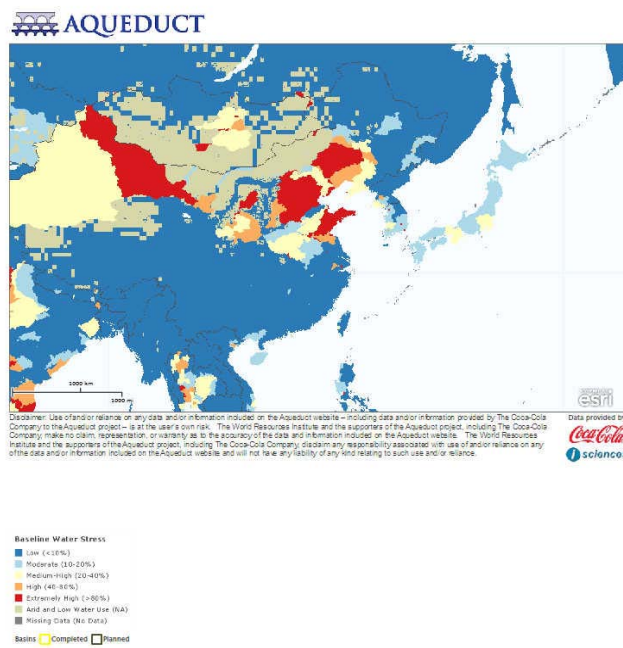 AQUEDUCT
1000 km
1000 m
esri
Disclaimer: Use of and/or reliance on any data and/or information included on the Aqueduct website – including data and/or information provided by The Coca-Cola
Company to the Aqueduct project – is at the user's own risk. The World Resources Institute and the supporters of the Aqueduct project, including The Coca-Cola
Company, make no claim, representation, or warranty as to the accuracy of the data and information included on the Aqueduct website. The World Resources
Institute and the supporters of the Aqueduct project, including The Coca-Cola Company, disclaim any responsibility associated with use of and/or reliance on any
of the data and/or information included on the Aqueduct website and will not have any liability of any kind relating to such use and/or reliance.
Data provided by
Coca-Cola
i science
Baseline Water Stress
Low (<10%)
Moderate (10-20%)
Medium-High (20-40%)
High (40-80%)
Extremely High (>80%)
Arid and Low Water Use (NA)
Missing Data (No Data)
Basins Completed Planned